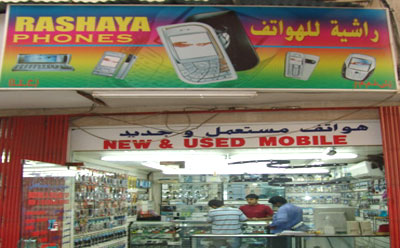 RASHAYA
PHONES
راشية للهواتف
هواتف مستعمل و جديد
NEW & USED MOBILE